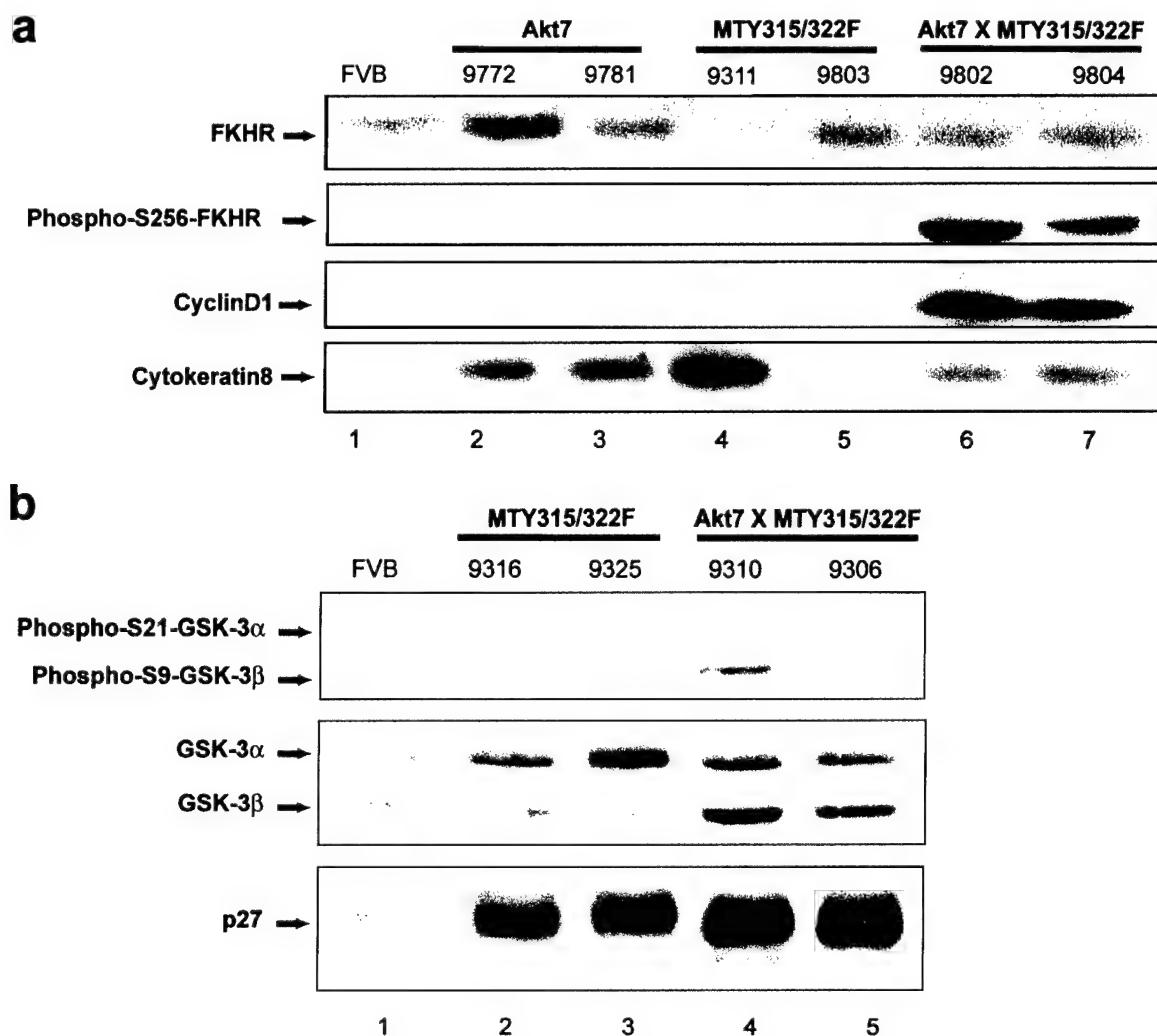 a
Akt7 MTY315/322F Akt7 X MTY315/322F
FVB 9772 9781 9311 9803 9802 9804
FKHR
Phospho-S256-FKHR
CyclinD1
Cytokeratin8
1 2 3 4 5 6 7
b
MTY315/322F Akt7 X MTY315/322F
FVB 9316 9325 9310 9306
Phospho-S21-GSK-3α
Phospho-S9-GSK-3β
GSK-3α
GSK-3β
p27
1 2 3 4 5